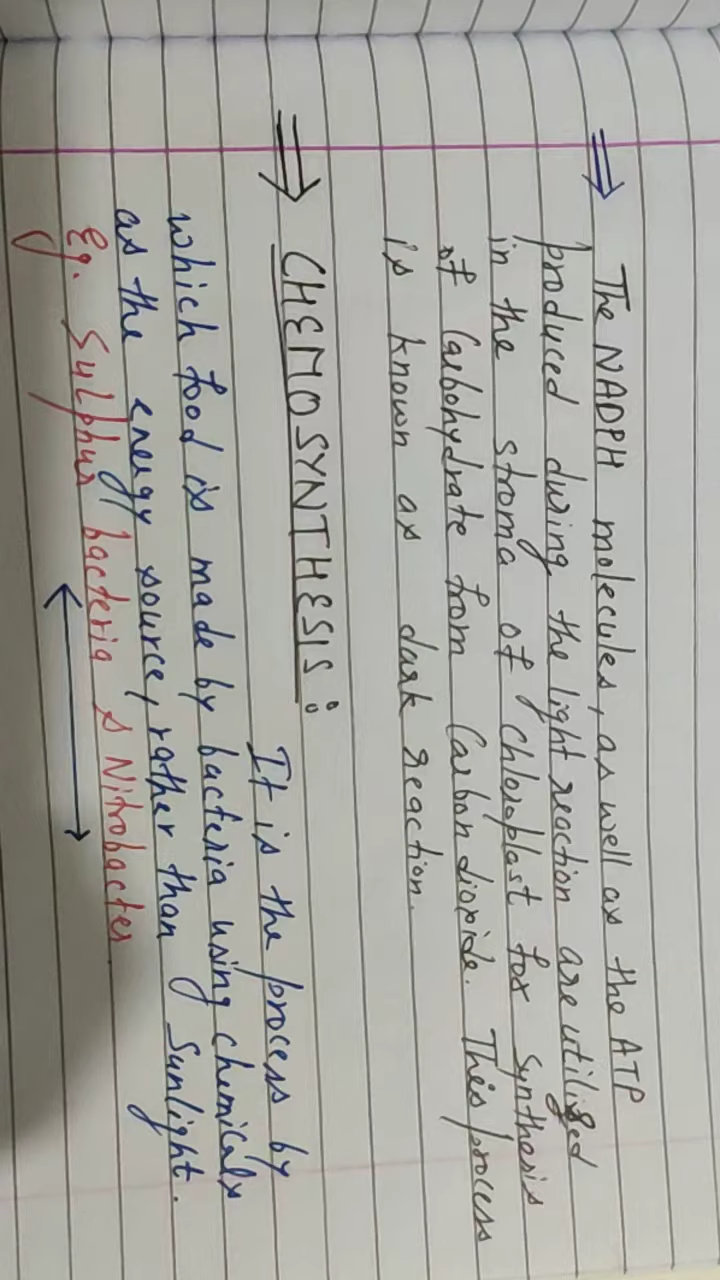 ⇒ The NADPH molecules, as well as the ATP
produced during the light reaction are utilized
in the stroma of chloroplast for synthesis
of Carbohydrate from Carbon dioxide. This process
is known as dark reaction.
⇒ CHEMOSYNTHESIS: It is the process by
which food is made by bacteria using chemicals
as the energy source, rather than Sunlight.
Eg. Sulphur bacteria & Nitrobacter